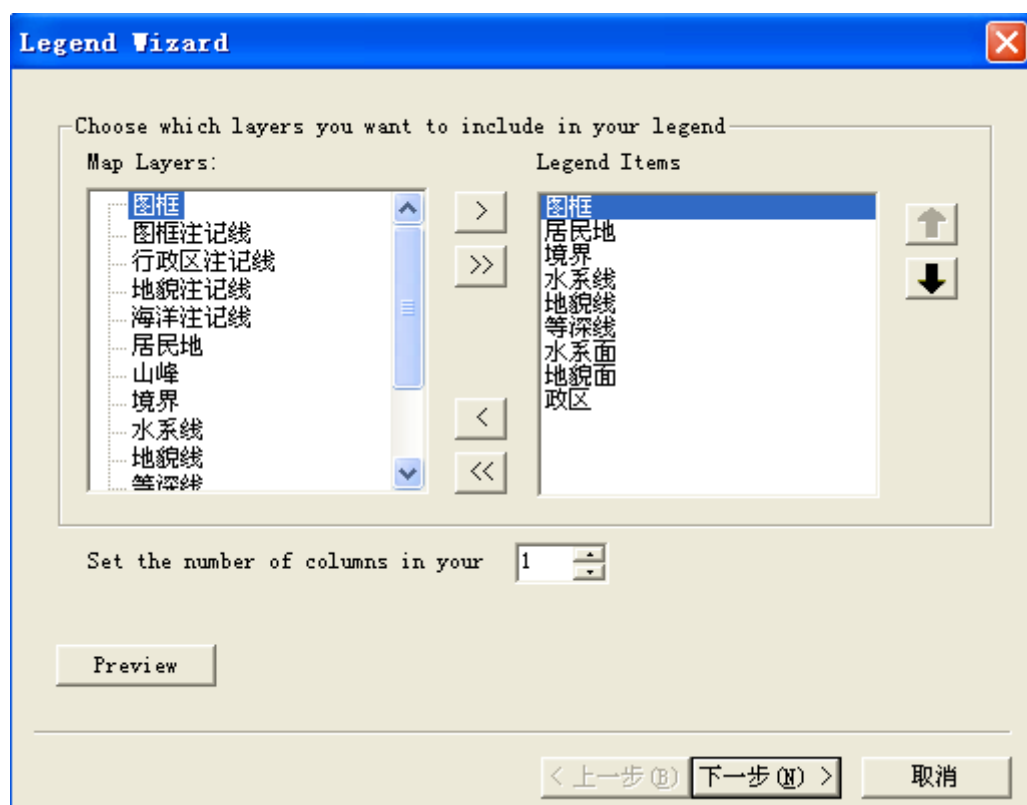 Legend Wizard
Choose which layers you want to include in your legend
Map Layers:
图框
图框注记线
行政区注记线
地貌注记线
海洋注记线
居民地
山峰
境界
水系线
地貌线
等深线
>
>>
<
<<
Legend Items
图框
居民地
境界
水系线
地貌线
等深线
水系面
地貌面
政区
Set the number of columns in your
1
Preview
< 上一步(B)
下一步(N) >
取消